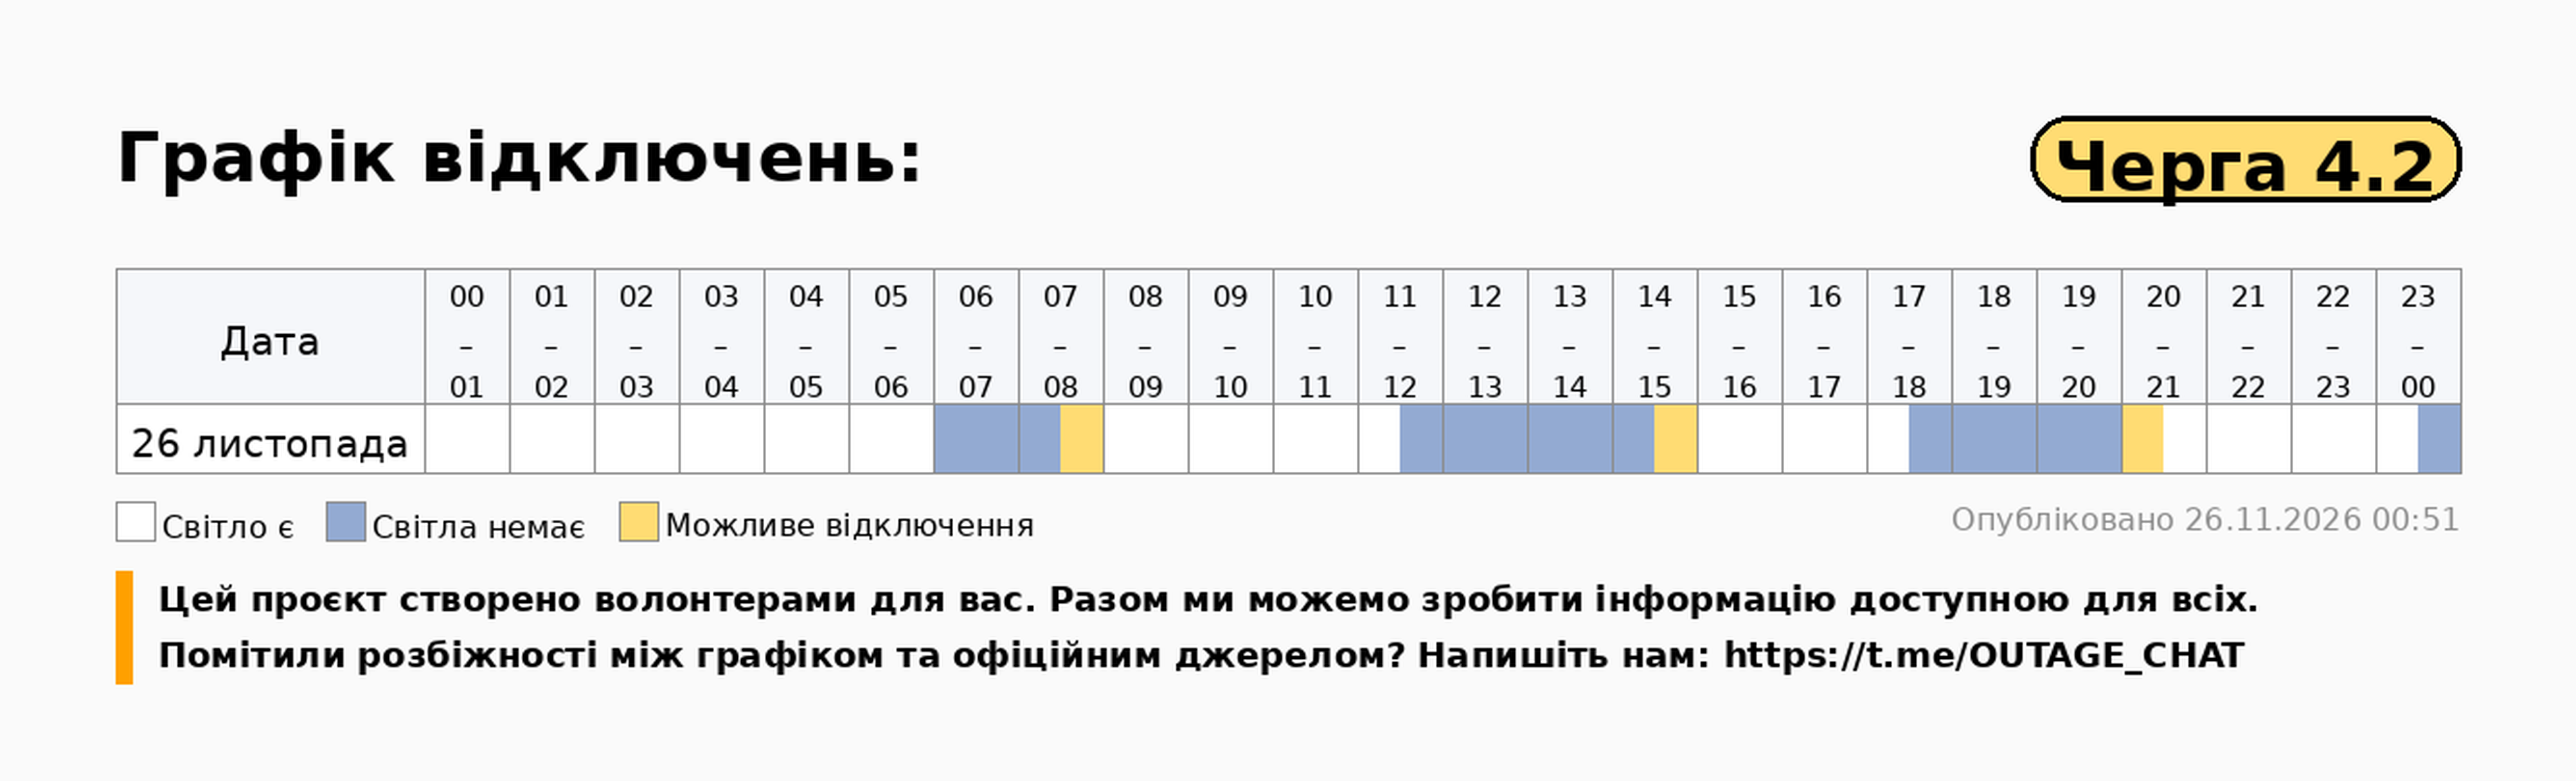 Графік відключень:
Черга 4.2
Дата 00 – 01 01 – 02 02 – 03 03 – 04 04 – 05 05 – 06 06 – 07 07 – 08 08 – 09 09 – 10 10 – 11 11 – 12 12 – 13 13 – 14 14 – 15 15 – 16 16 – 17 17 – 18 18 – 19 19 – 20 20 – 21 21 – 22 22 – 23 23 – 00
26 листопада
Світло є Світла немає Можливе відключення
Опубліковано 26.11.2026 00:51
Цей проєкт створено волонтерами для вас. Разом ми можемо зробити інформацію доступною для всіх.
Помітили розбіжності між графіком та офіційним джерелом? Напишіть нам: https://t.me/OUTAGE_CHAT